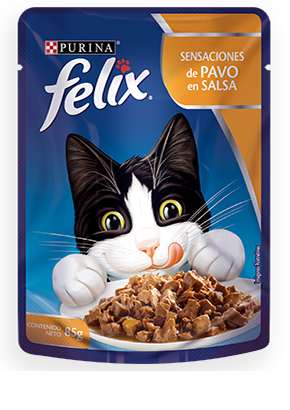 PURINA
felix
SENSACIONES
de PAVO
en SALSA
CONTENIDO
NETO 85g